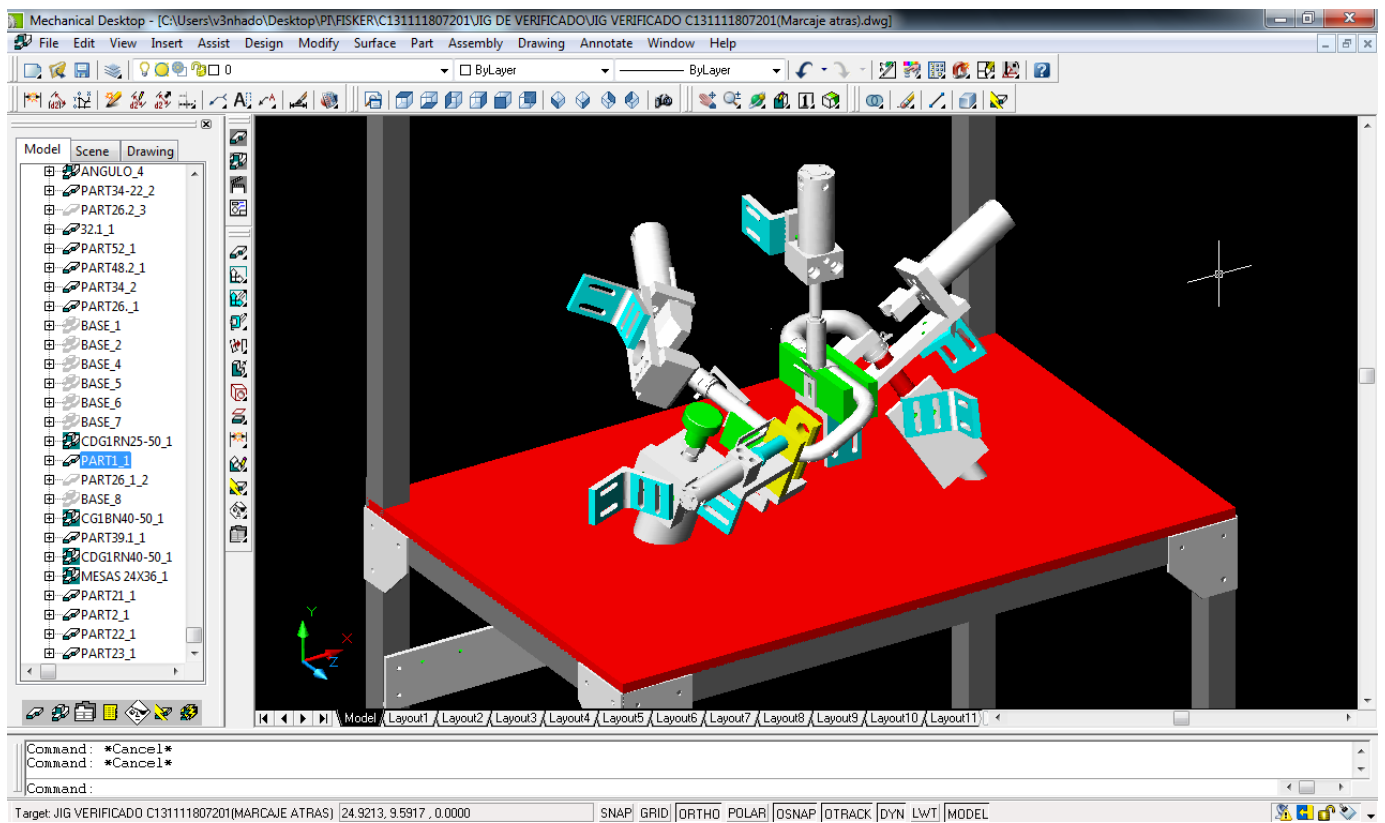 Mechanical Desktop - [C:\Users\v3nhado\Desktop\PI\FISKER\C131111807201\JIG DE VERIFICADO\JIG VERIFICADO C131111807201(Marcaje atras).dwg]
File Edit View Insert Assist Design Modify Surface Part Assembly Drawing Annotate Window Help
0 ByLayer ByLayer
Model Scene Drawing
ANGULO_4
PART34-22_2
PART26.2_3
32.1_1
PART52_1
PART48.2_1
PART34_2
PART26._1
BASE_1
BASE_2
BASE_4
BASE_5
BASE_6
BASE_7
CDG1RN25-50_1
PART1_1
PART26_1_2
BASE_8
CG1BN40-50_1
PART39.1_1
CDG1RN40-50_1
MESAS 24X36_1
PART21_1
PART2_1
PART22_1
PART23_1
Y
X
Z
Model Layout1 Layout2 Layout3 Layout4 Layout5 Layout6 Layout7 Layout8 Layout9 Layout10 Layout11
Command: *Cancel*
Command: *Cancel*
Command:
Target: JIG VERIFICADO C131111807201(MARCAJE ATRAS) 24.9213, 9.5917 , 0.0000 SNAP GRID ORTHO POLAR OSNAP OTRACK DYN LWT MODEL